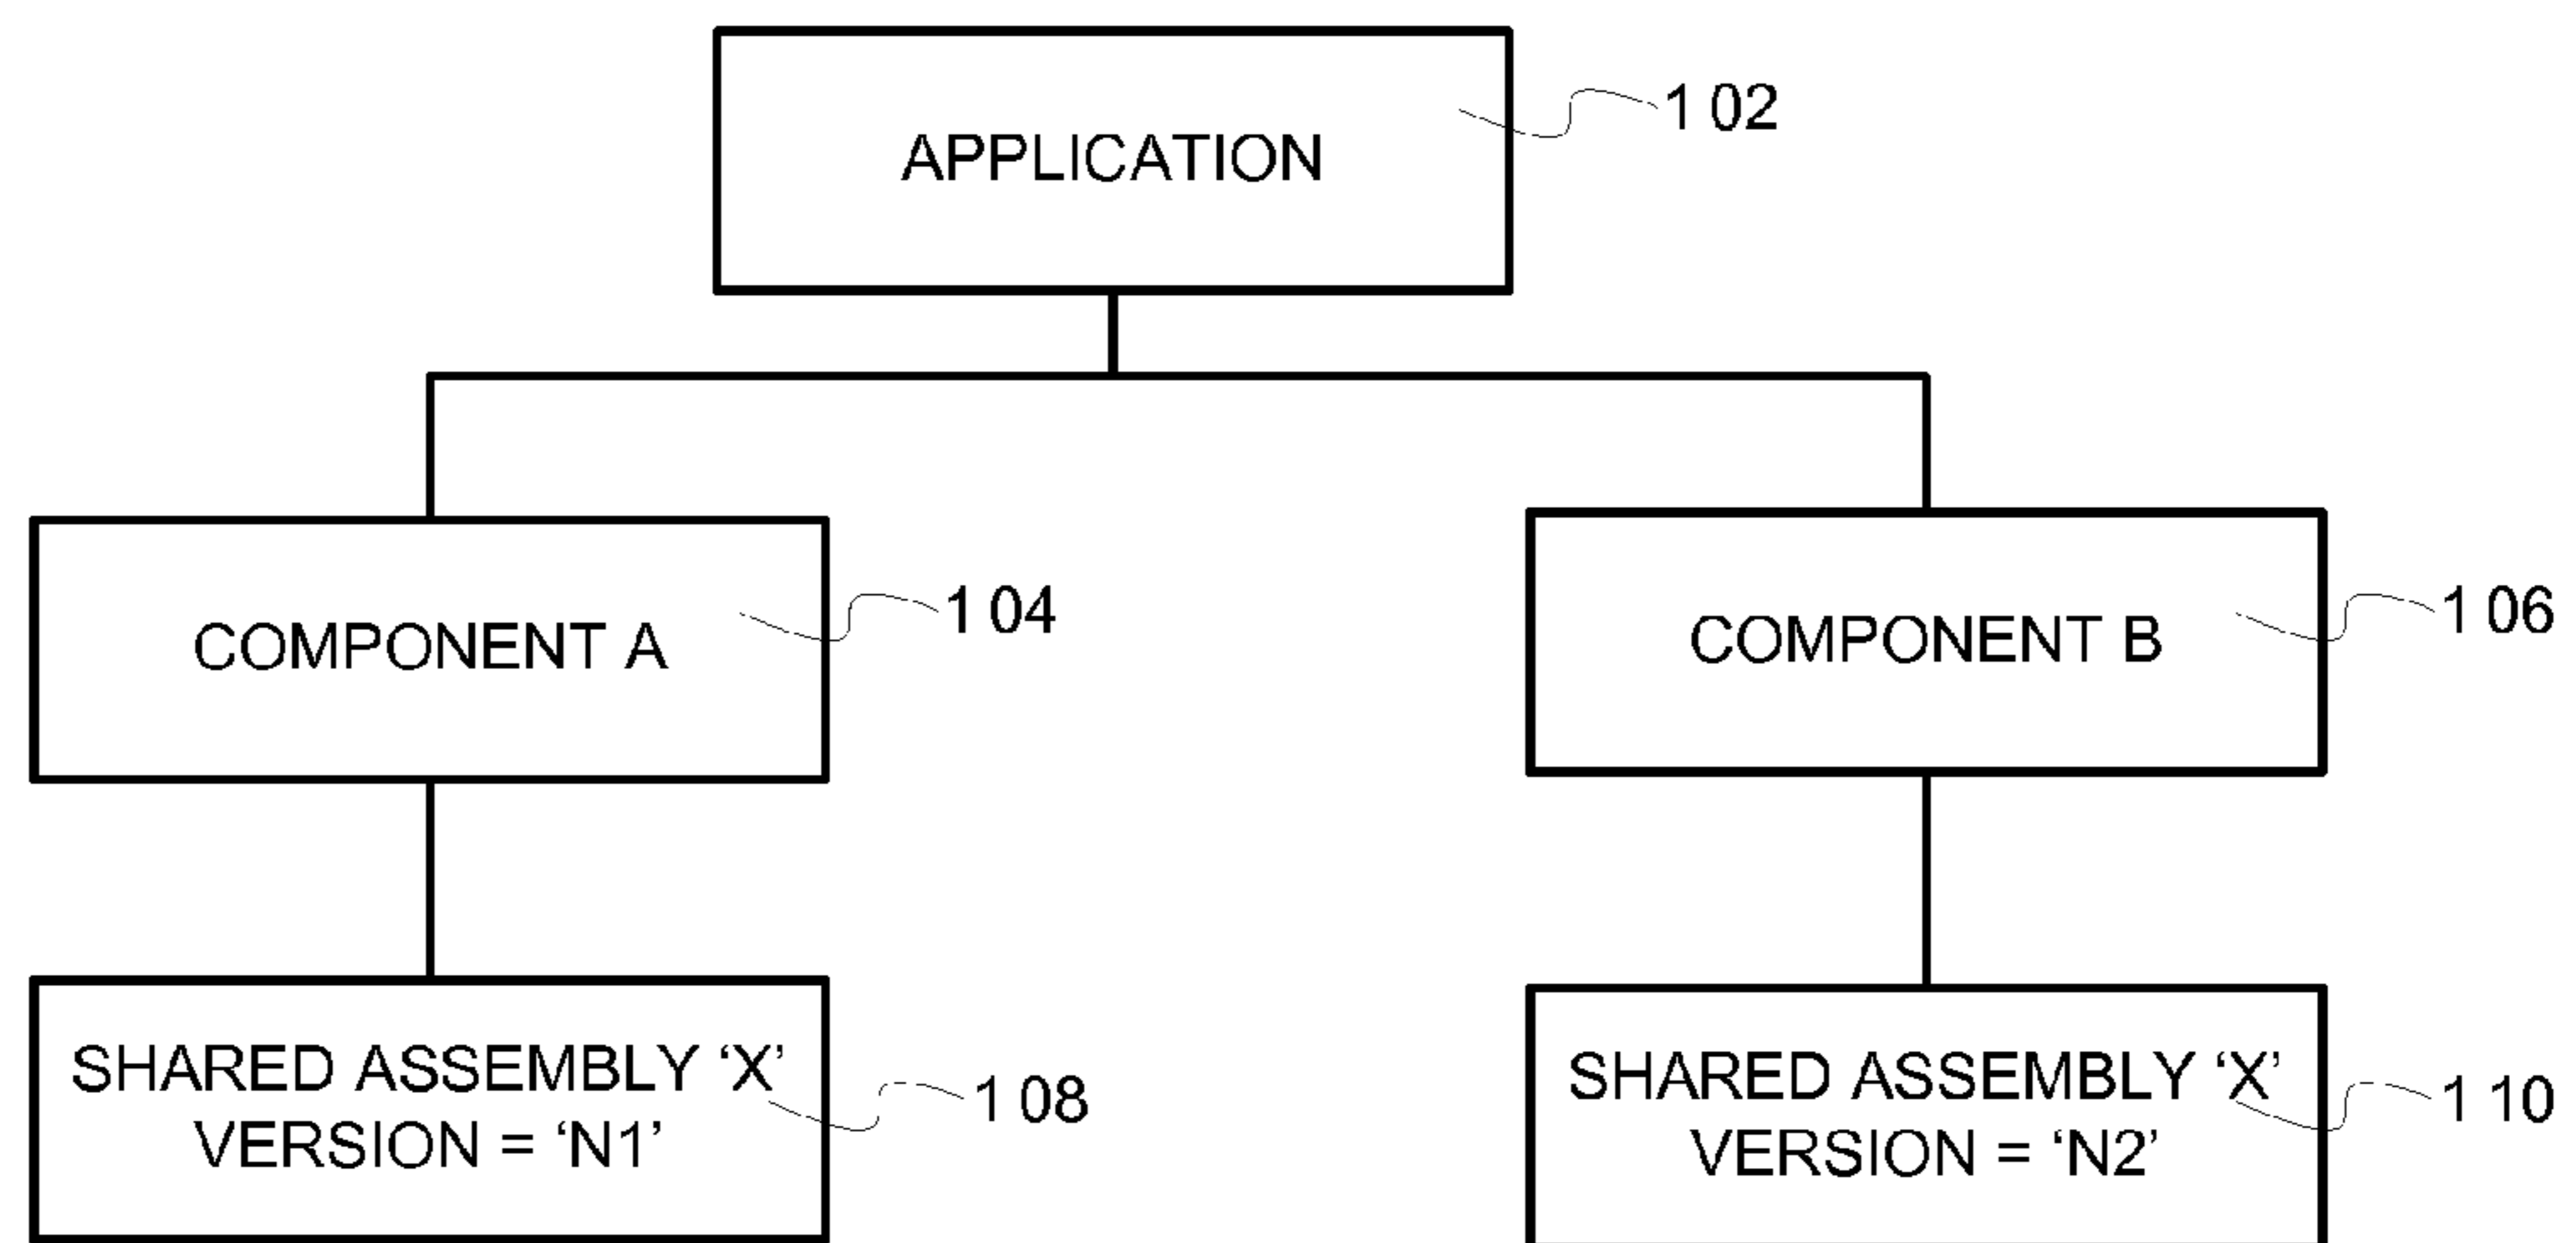 APPLICATION
102
COMPONENT A
104
COMPONENT B
106
SHARED ASSEMBLY ‘X’
VERSION = ‘N1’
108
SHARED ASSEMBLY ‘X’
VERSION = ‘N2’
110